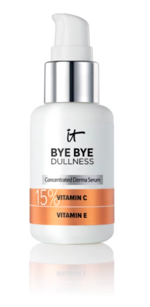 it
BYE BYE
DULLNESS
Concentrated Derma Serum
15% VITAMIN C
VITAMIN E